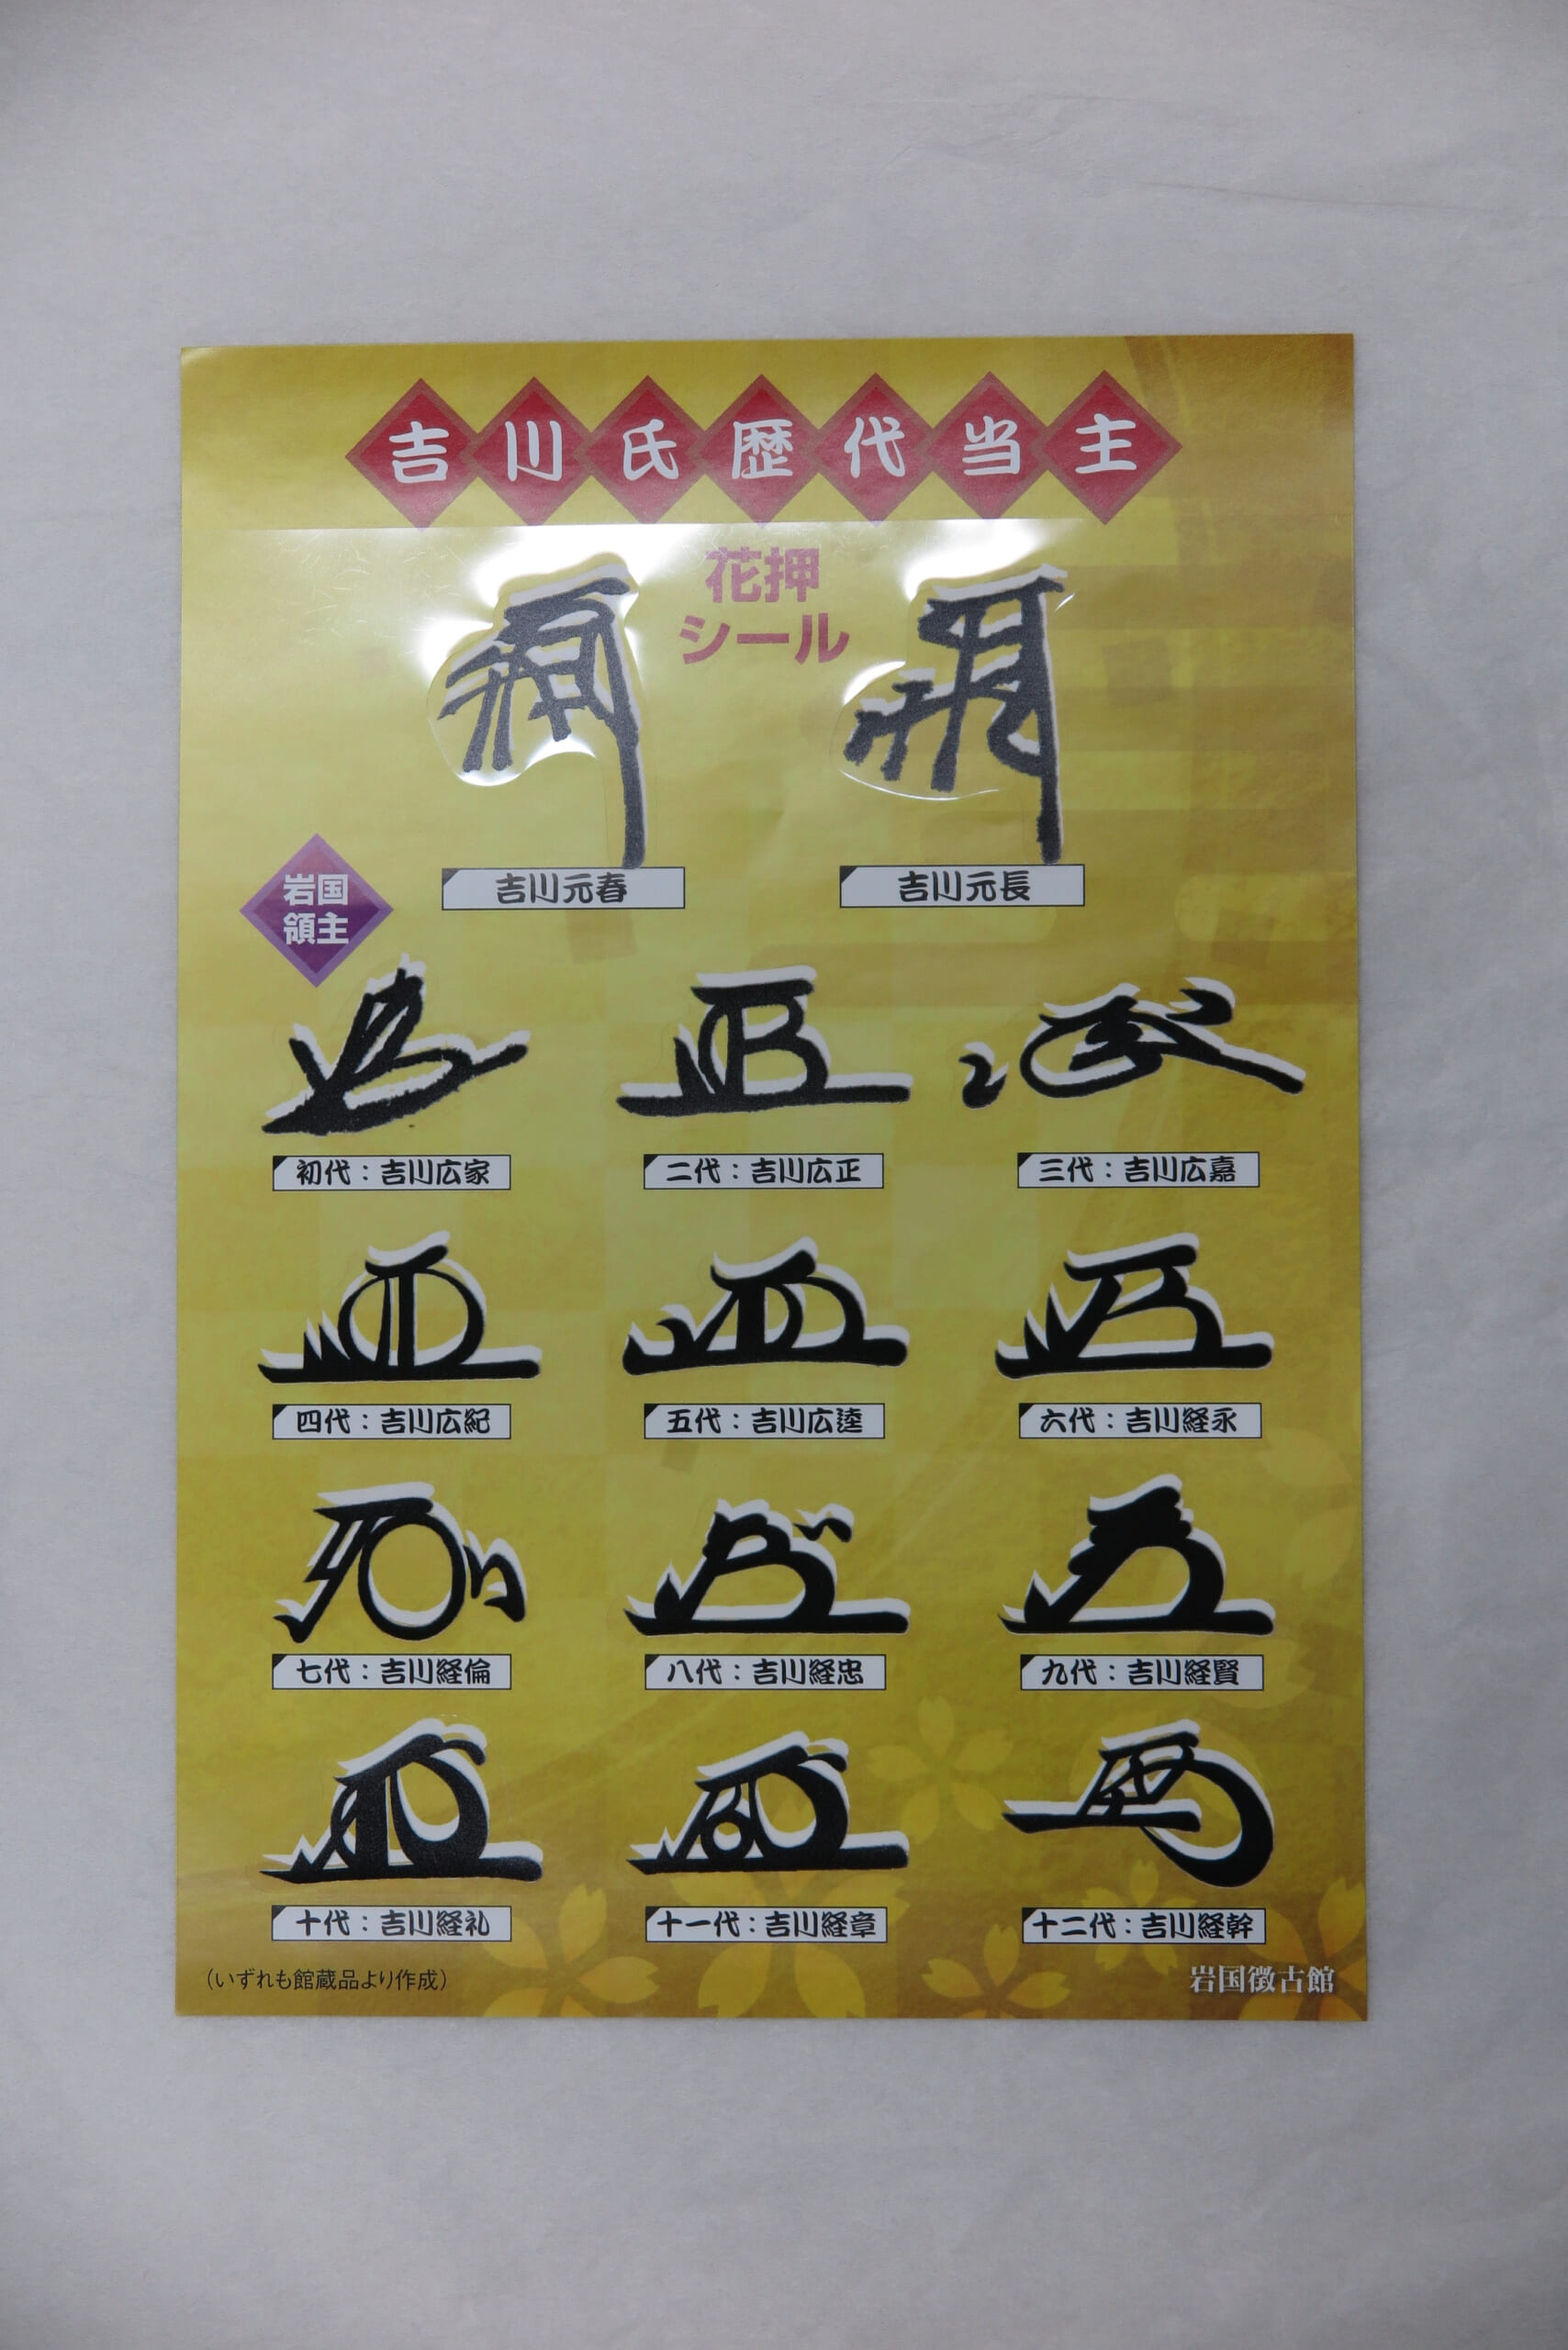 吉川氏歴代当主
花押
シール
吉川元春
吉川元長
岩国
領主
初代：吉川広家
二代：吉川広正
三代：吉川広嘉
四代：吉川広紀
五代：吉川広逵
六代：吉川経永
七代：吉川経倫
八代：吉川経忠
九代：吉川経賢
十代：吉川経礼
十一代：吉川経章
十二代：吉川経幹
（いずれも館蔵品より作成）
岩国徴古館